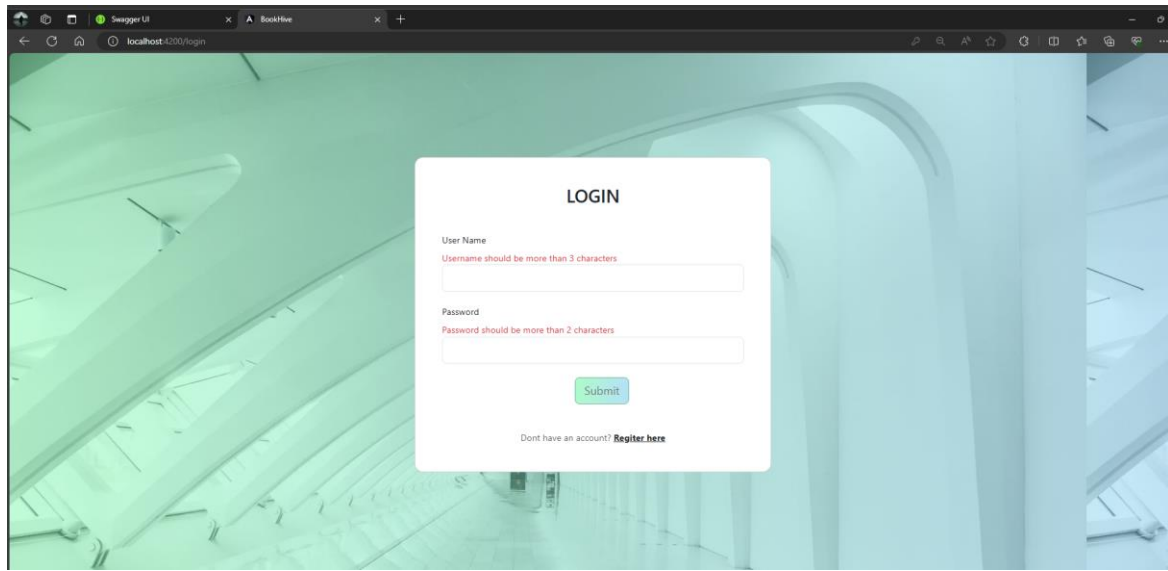 Swagger UI
BookHive
localhost:4200/login
LOGIN
User Name
Username should be more than 3 characters
Password
Password should be more than 2 characters
Submit
Dont have an account? Regiter here